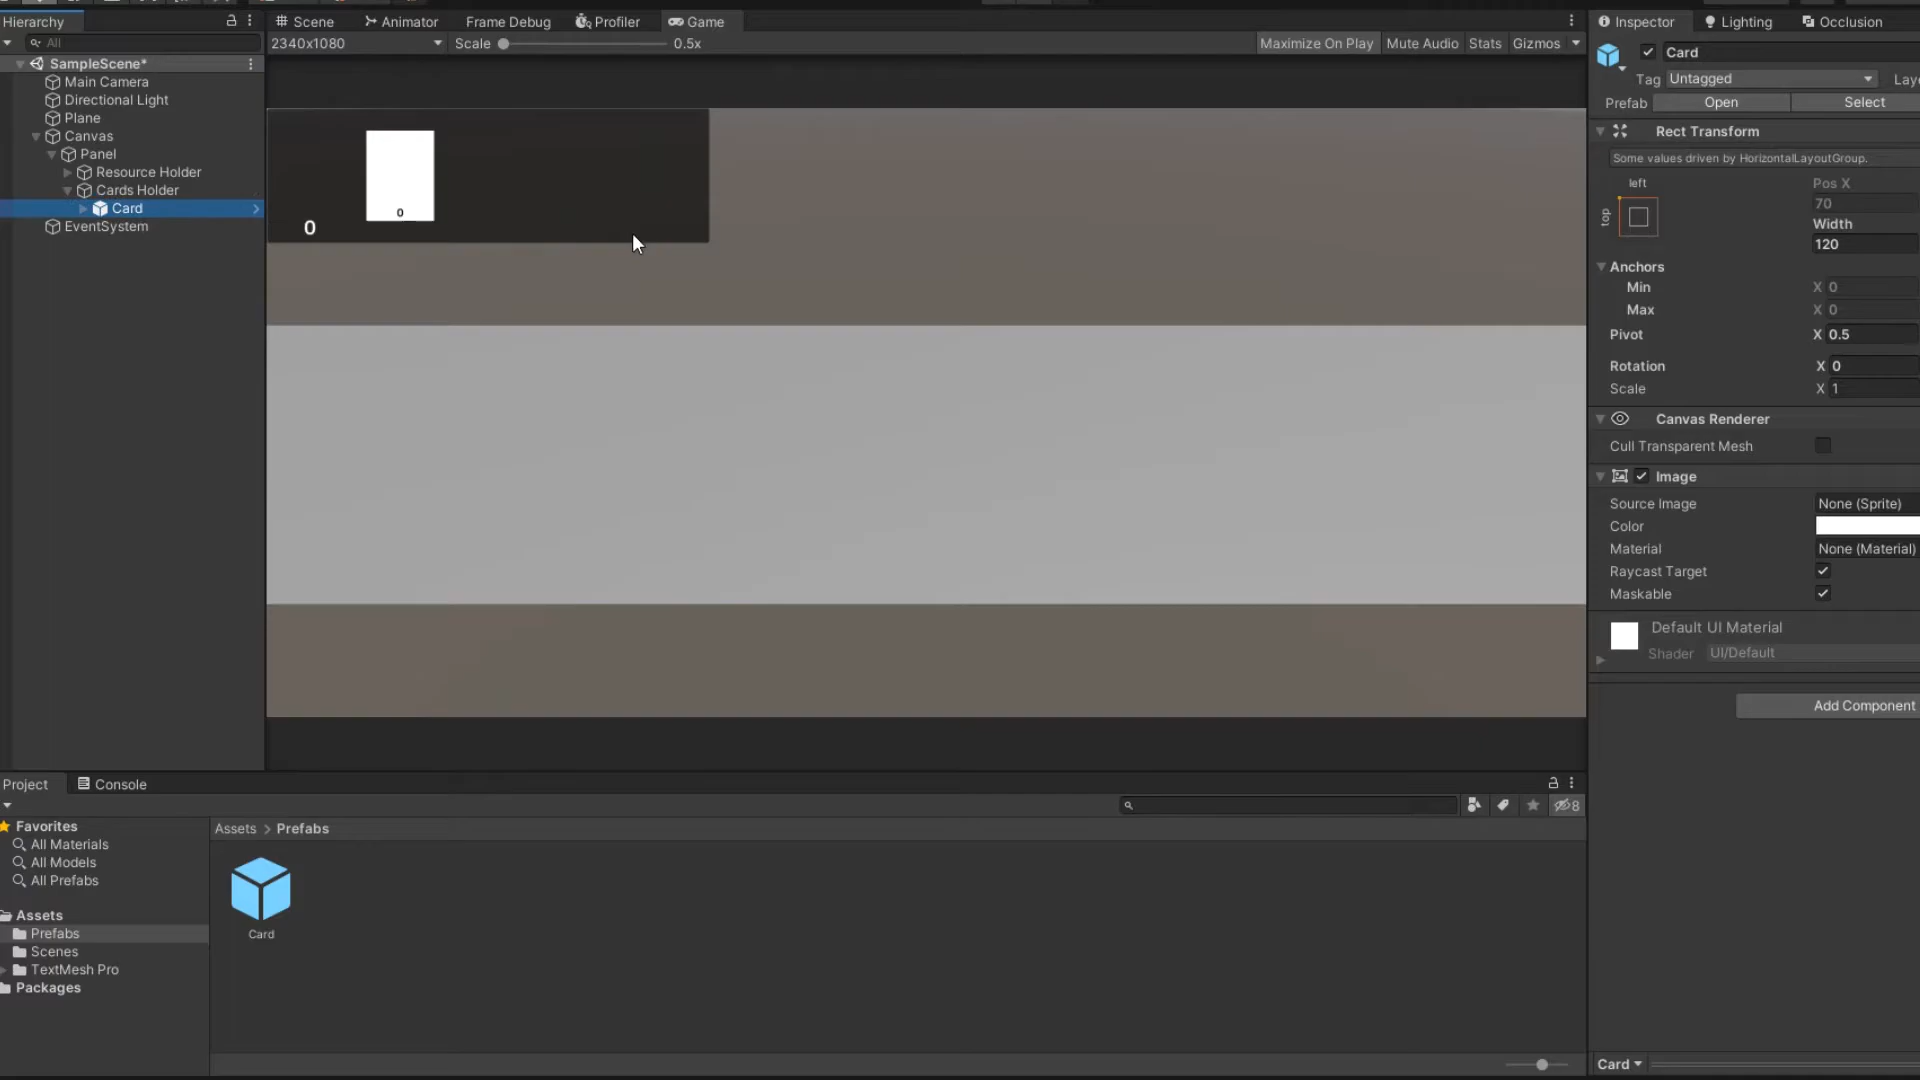 Hierarchy
All
SampleScene*
Main Camera
Directional Light
Plane
Canvas
Panel
Resource Holder
Cards Holder
Card
EventSystem
Scene Animator Frame Debug Profiler Game
2340x1080 Scale 0.5x Maximize On Play Mute Audio Stats Gizmos
0
0
Inspector Lighting Occlusion
Card
Tag Untagged Laye
Prefab Open Select
Rect Transform
Some values driven by HorizontalLayoutGroup.
left Pos X
top 70
Width
120
Anchors
Min X 0
Max X 0
Pivot X 0.5
Rotation X 0
Scale X 1
Canvas Renderer
Cull Transparent Mesh
Image
Source Image None (Sprite)
Color
Material None (Material)
Raycast Target
Maskable
Default UI Material
Shader UI/Default
Add Component
Card
Project Console
8
Favorites
All Materials
All Models
All Prefabs
Assets
Prefabs
Scenes
TextMesh Pro
Packages
Assets > Prefabs
Card